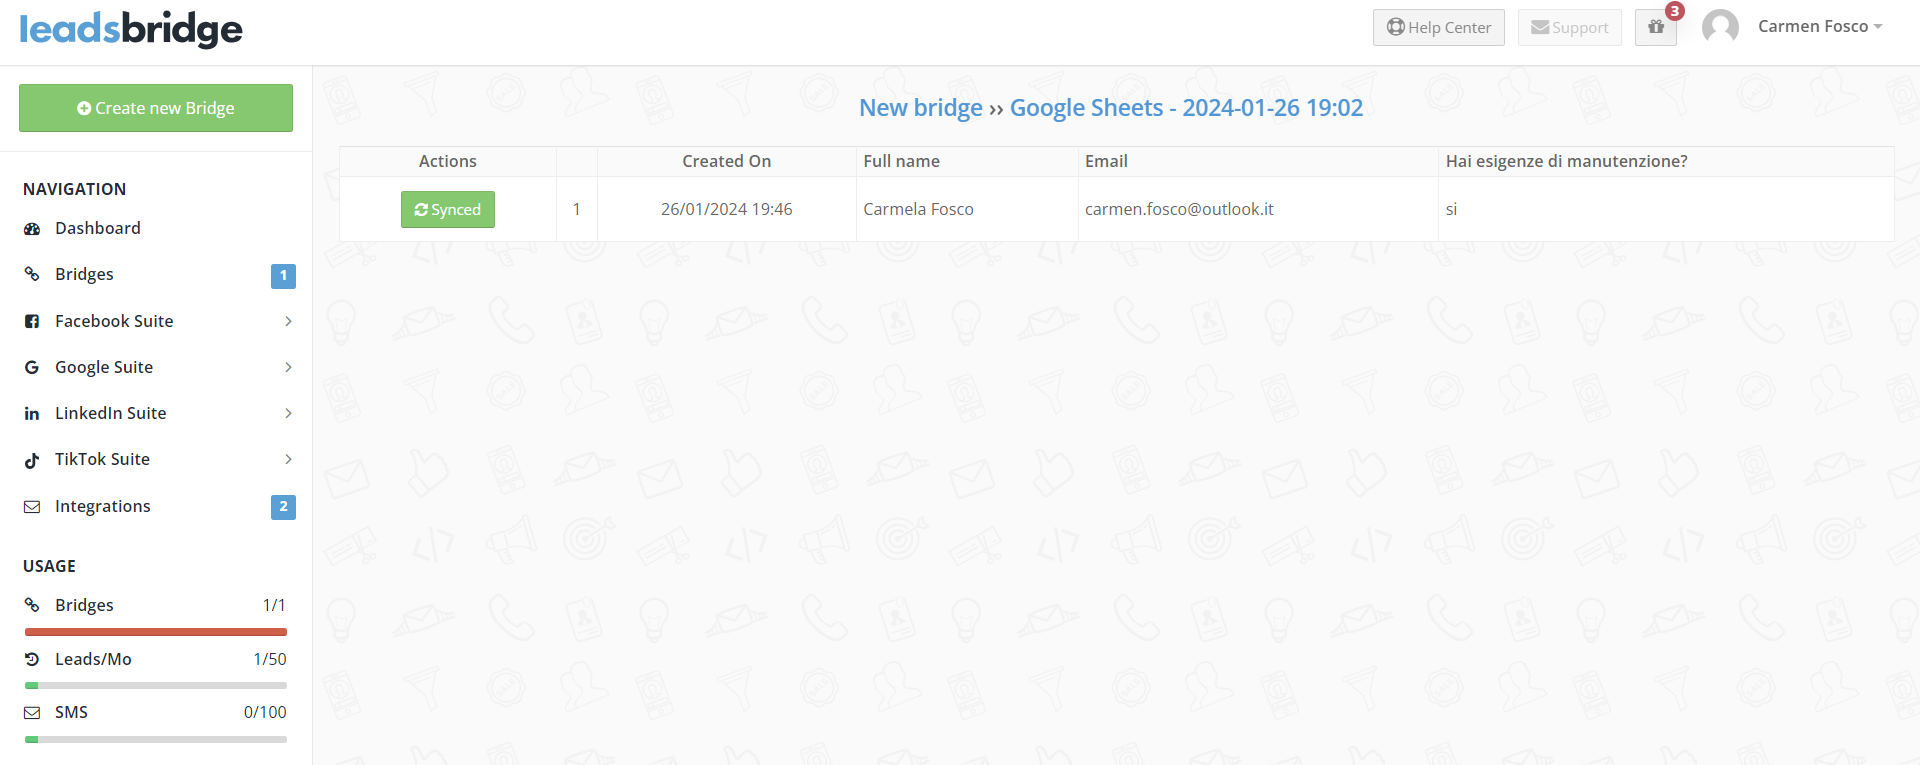 leadsbridge
Help Center
Support
3
Carmen Fosco
Create new Bridge
NAVIGATION
Dashboard
Bridges 1
Facebook Suite
Google Suite
LinkedIn Suite
TikTok Suite
Integrations 2
USAGE
Bridges 1/1
Leads/Mo 1/50
SMS 0/100
New bridge ›› Google Sheets - 2024-01-26 19:02
Actions Created On Full name Email Hai esigenze di manutenzione?
Synced 1 26/01/2024 19:46 Carmela Fosco carmen.fosco@outlook.it si